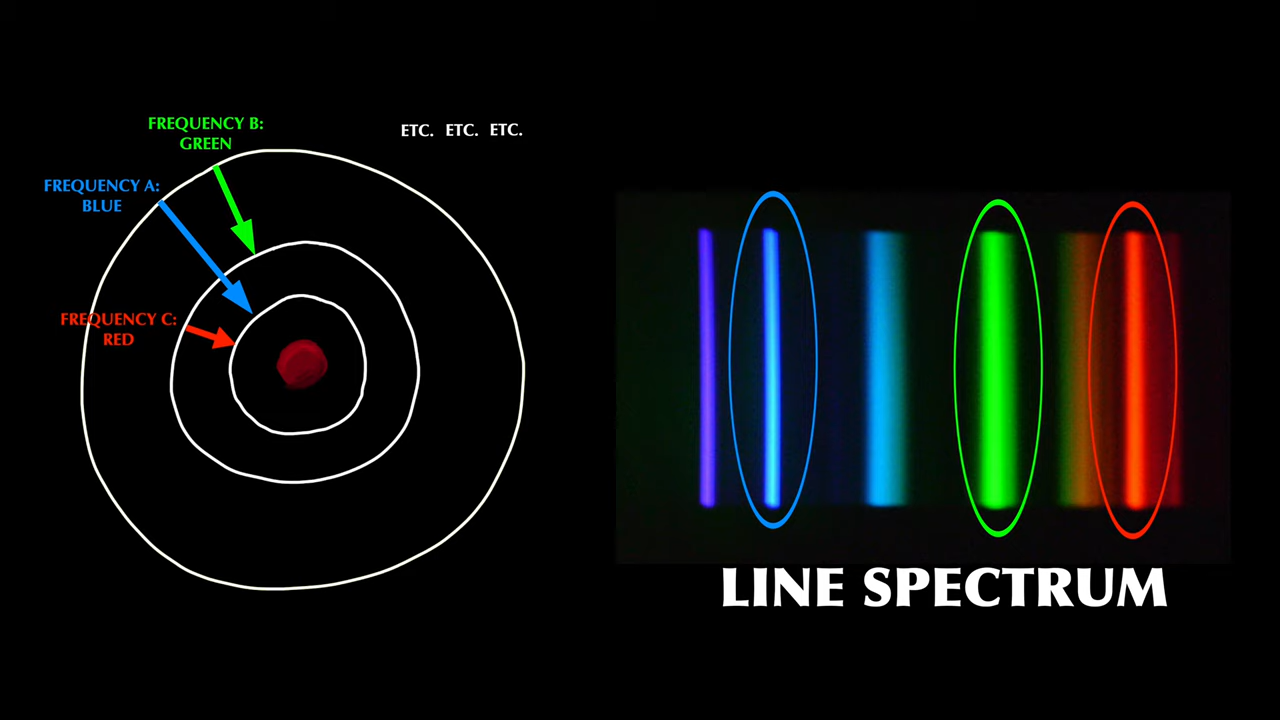 FREQUENCY B:
GREEN
ETC. ETC. ETC.
FREQUENCY A:
BLUE
FREQUENCY C:
RED
LINE SPECTRUM